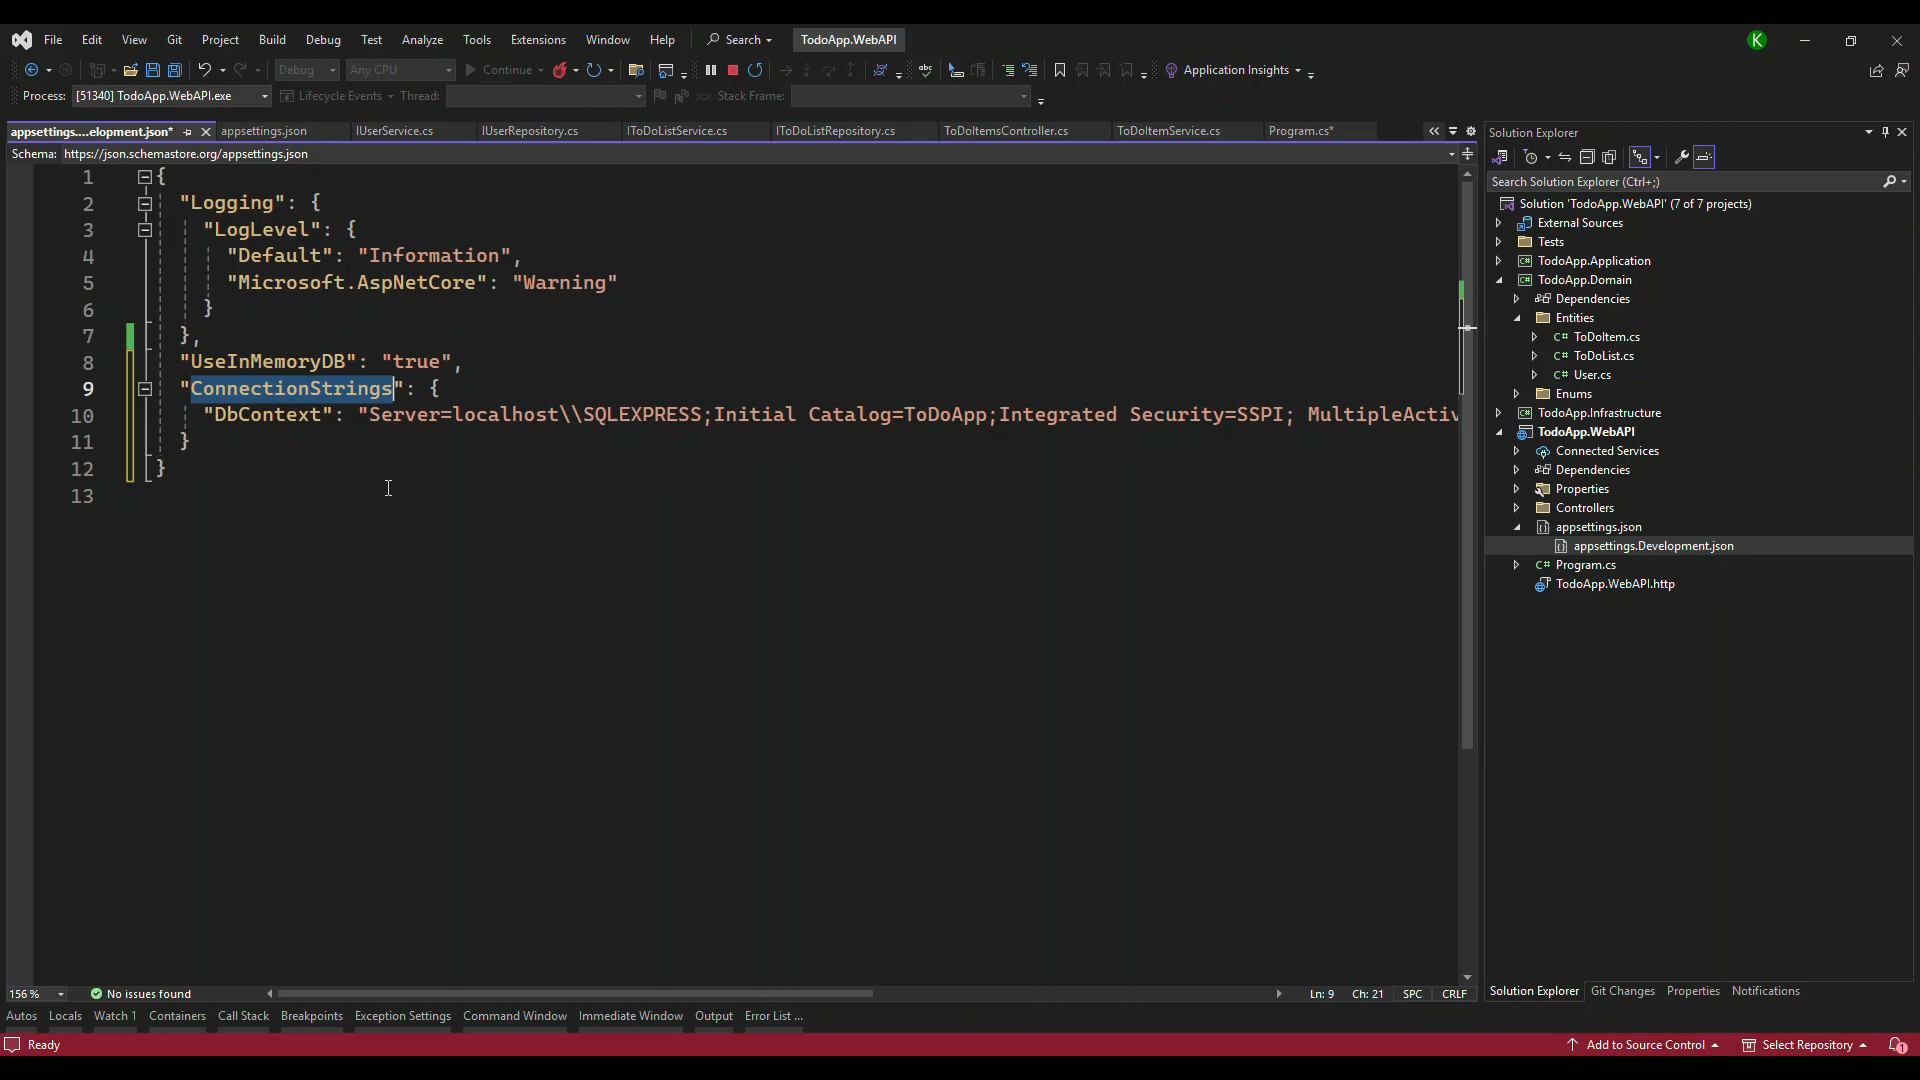 File Edit View Git Project Build Debug Test Analyze Tools Extensions Window Help Search TodoApp.WebAPI K
Debug Any CPU Continue Application Insights
Process: [51340] TodoApp.WebAPI.exe Lifecycle Events Thread: Stack Frame:
appsettings....elopment.json* appsettings.json IUserService.cs IUserRepository.cs IToDoListService.cs IToDoListRepository.cs ToDoItemsController.cs ToDoItemService.cs Program.cs*
Schema: https://json.schemastore.org/appsettings.json
1 {
2 "Logging": {
3 "LogLevel": {
4 "Default": "Information",
5 "Microsoft.AspNetCore": "Warning"
6 }
7 },
8 "UseInMemoryDB": "true",
9 "ConnectionStrings": {
10 "DbContext": "Server=localhost\\SQLEXPRESS;Initial Catalog=ToDoApp;Integrated Security=SSPI; MultipleActiv
11 }
12 }
13
156 % No issues found Ln: 9 Ch: 21 SPC CRLF
Solution Explorer
Search Solution Explorer (Ctrl+;)
Solution 'TodoApp.WebAPI' (7 of 7 projects)
External Sources
Tests
TodoApp.Application
TodoApp.Domain
Dependencies
Entities
C# ToDoItem.cs
C# ToDoList.cs
C# User.cs
Enums
TodoApp.Infrastructure
TodoApp.WebAPI
Connected Services
Dependencies
Properties
Controllers
appsettings.json
appsettings.Development.json
C# Program.cs
TodoApp.WebAPI.http
Solution Explorer Git Changes Properties Notifications
Autos Locals Watch 1 Containers Call Stack Breakpoints Exception Settings Command Window Immediate Window Output Error List ...
Ready Add to Source Control Select Repository 1